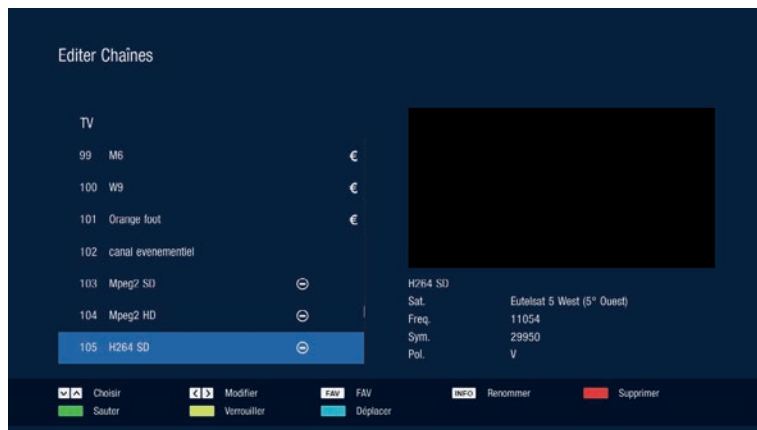 Editer Chaînes
TV
99 M6 €
100 W9 €
101 Orange foot €
102 canal evenementiel
103 Mpeg2 SD
104 Mpeg2 HD
105 H264 SD
H264 SD
Sat. Eutelsat 5 West (5° Ouest)
Freq. 11054
Sym. 29950
Pol. V
Choisir Modifier FAV FAV INFO Renommer Supprimer
Sauter Verrouiller Déplacer